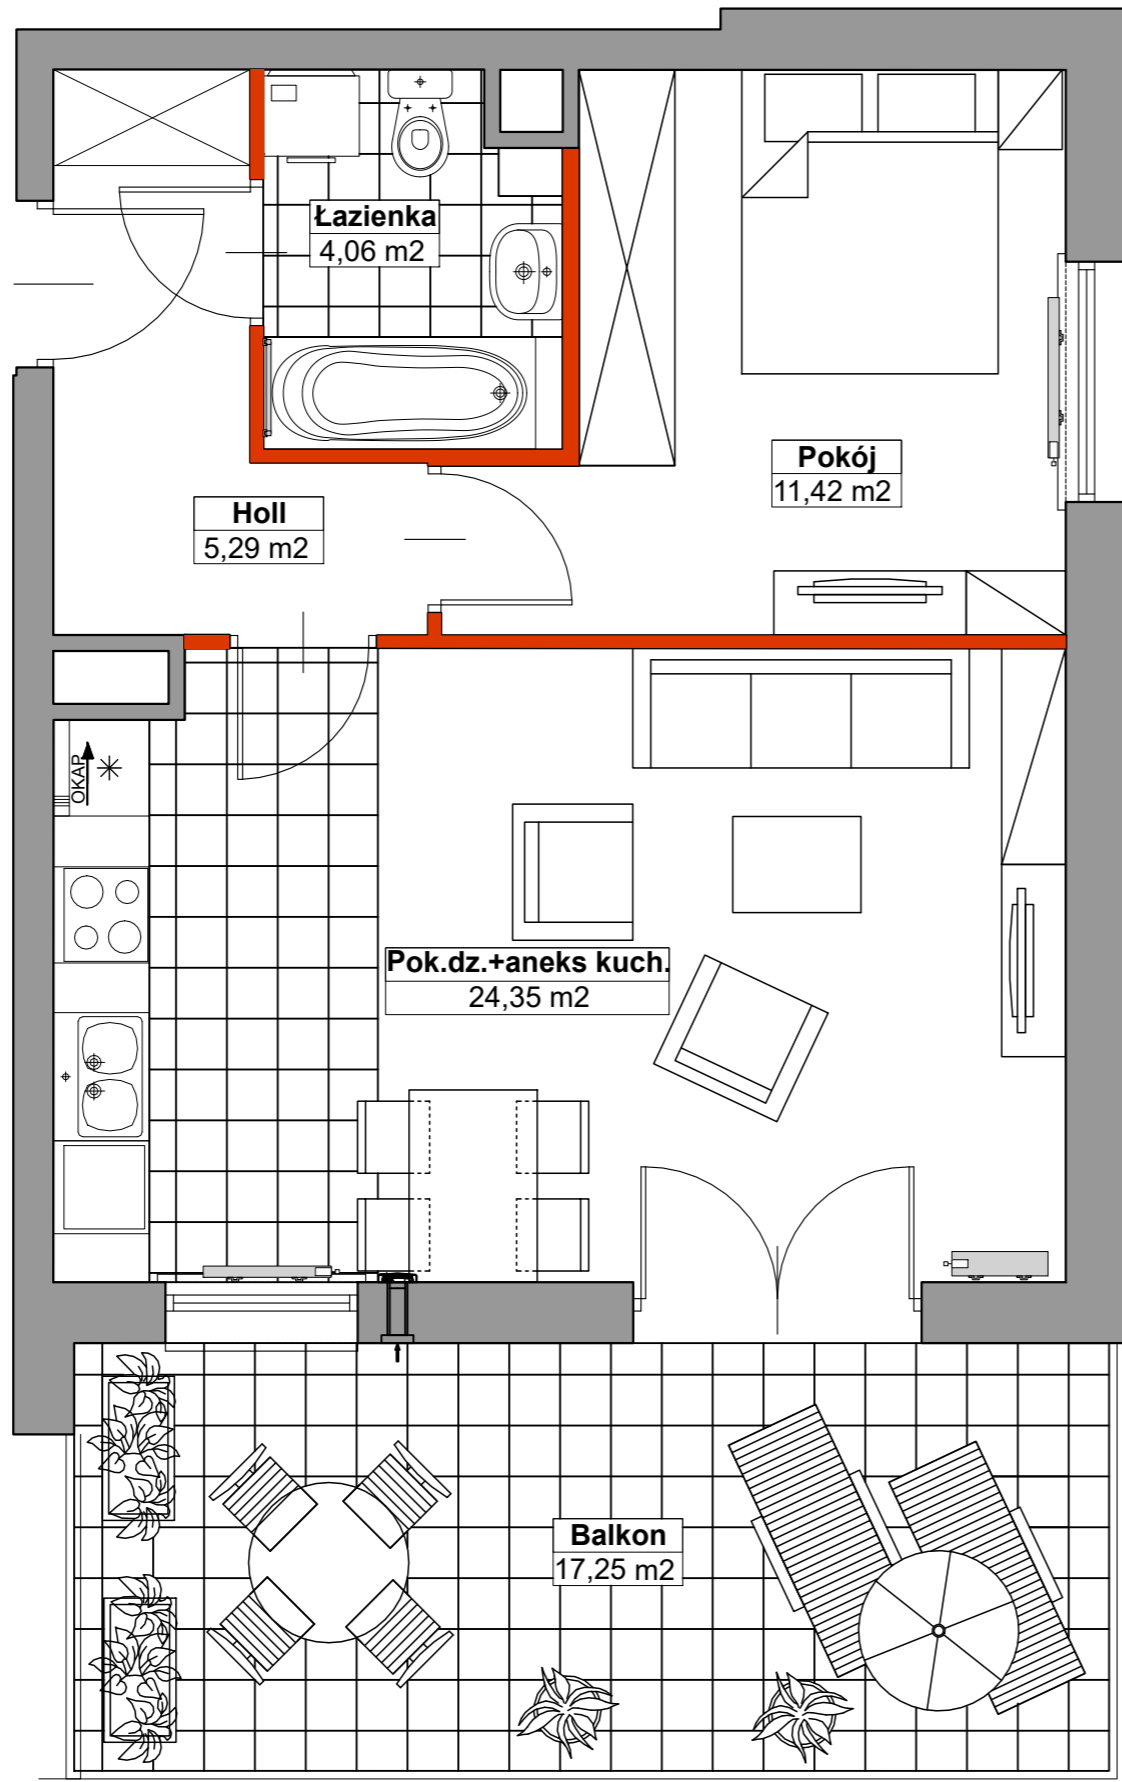 Łazienka
4,06 m2
Pokój
11,42 m2
Holl
5,29 m2
OKAP
Pok.dz.+aneks kuch.
24,35 m2
Balkon
17,25 m2